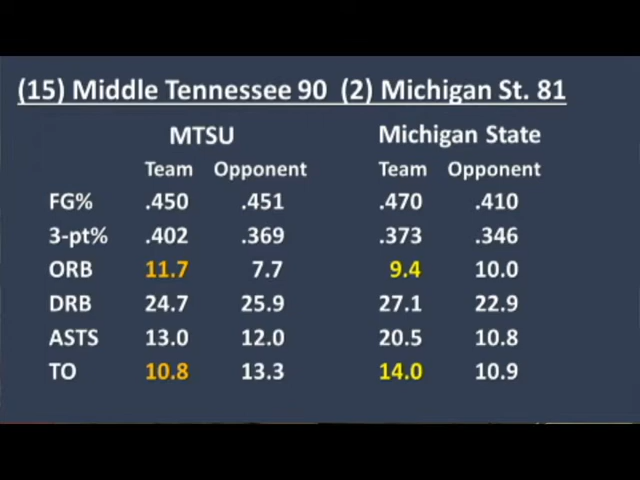 (15) Middle Tennessee 90 (2) Michigan St. 81
MTSU Michigan State
Team Opponent Team Opponent
FG% .450 .451 .470 .410
3-pt% .402 .369 .373 .346
ORB 11.7 7.7 9.4 10.0
DRB 24.7 25.9 27.1 22.9
ASTS 13.0 12.0 20.5 10.8
TO 10.8 13.3 14.0 10.9